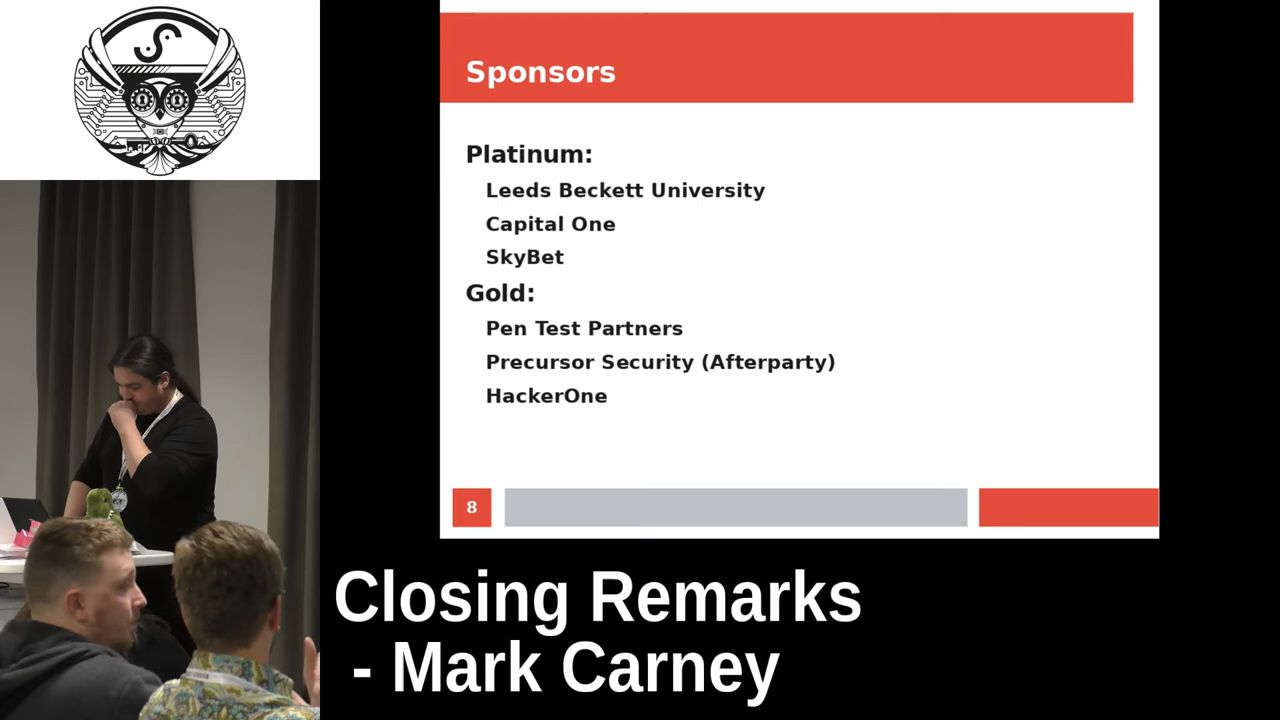 Sponsors
Platinum:
Leeds Beckett University
Capital One
SkyBet
Gold:
Pen Test Partners
Precursor Security (Afterparty)
HackerOne
8
Closing Remarks
- Mark Carney